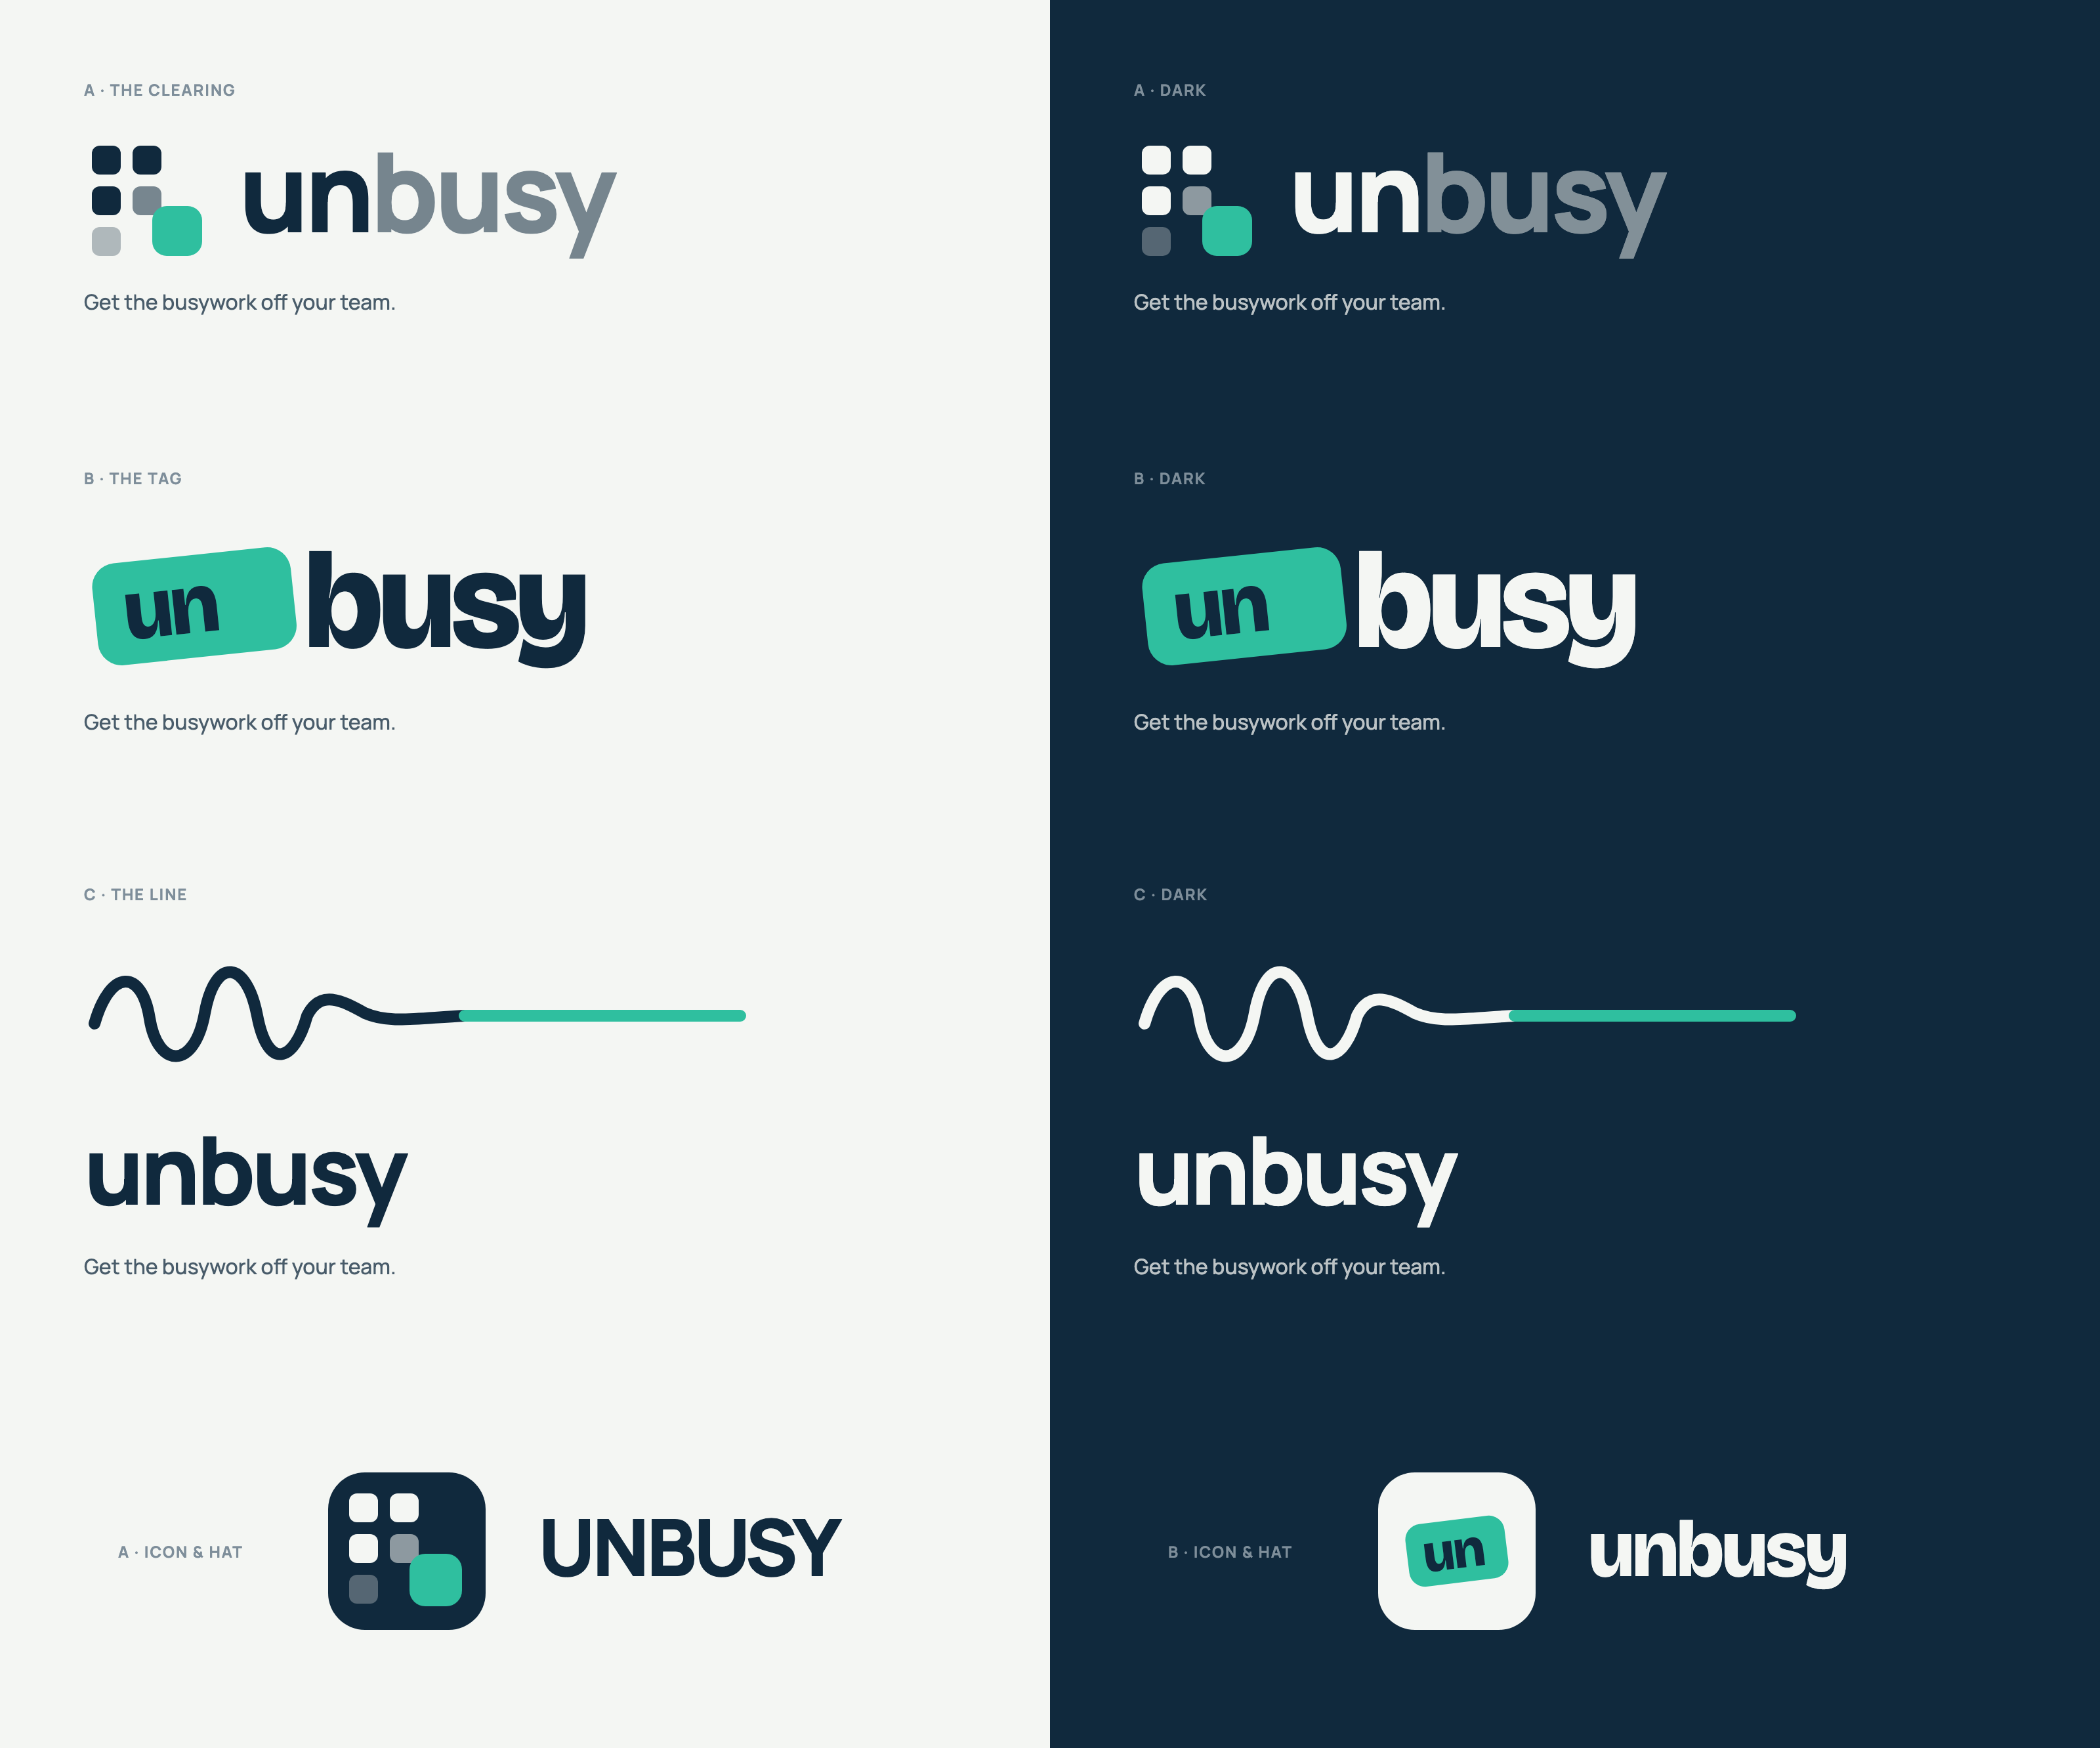 A · THE CLEARING
unbusy
Get the busywork off your team.
B · THE TAG
un busy
Get the busywork off your team.
C · THE LINE
unbusy
Get the busywork off your team.
A · ICON & HAT
UNBUSY
A · DARK
unbusy
Get the busywork off your team.
B · DARK
un busy
Get the busywork off your team.
C · DARK
unbusy
Get the busywork off your team.
B · ICON & HAT
un
unbusy